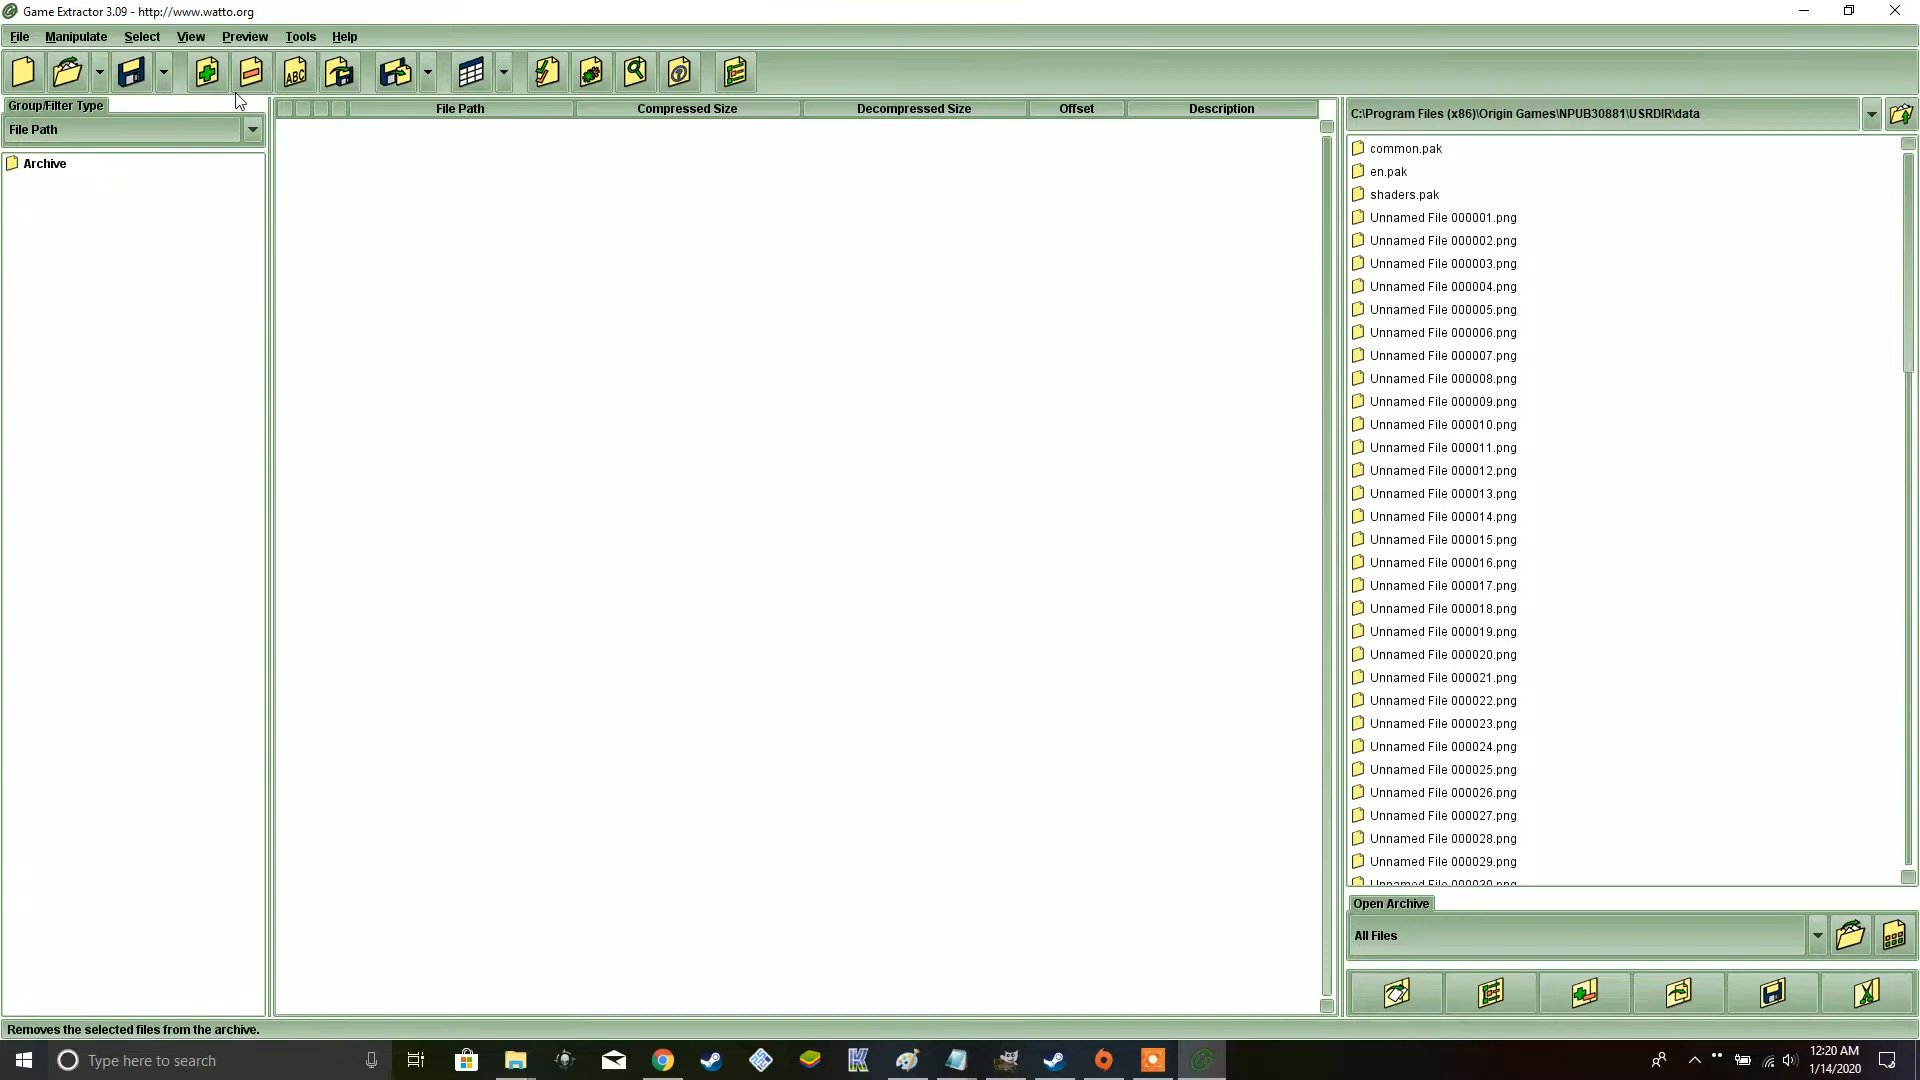 Game Extractor 3.09 - http://www.watto.org
File Manipulate Select View Preview Tools Help
ABC
Group/Filter Type
File Path
Archive
File Path Compressed Size Decompressed Size Offset Description
C:\Program Files (x86)\Origin Games\NPUB30881\USRDIR\data
common.pak
en.pak
shaders.pak
Unnamed File 000001.png
Unnamed File 000002.png
Unnamed File 000003.png
Unnamed File 000004.png
Unnamed File 000005.png
Unnamed File 000006.png
Unnamed File 000007.png
Unnamed File 000008.png
Unnamed File 000009.png
Unnamed File 000010.png
Unnamed File 000011.png
Unnamed File 000012.png
Unnamed File 000013.png
Unnamed File 000014.png
Unnamed File 000015.png
Unnamed File 000016.png
Unnamed File 000017.png
Unnamed File 000018.png
Unnamed File 000019.png
Unnamed File 000020.png
Unnamed File 000021.png
Unnamed File 000022.png
Unnamed File 000023.png
Unnamed File 000024.png
Unnamed File 000025.png
Unnamed File 000026.png
Unnamed File 000027.png
Unnamed File 000028.png
Unnamed File 000029.png
Unnamed File 000030.png
Open Archive
All Files
Removes the selected files from the archive.
Type here to search
12:20 AM
1/14/2020